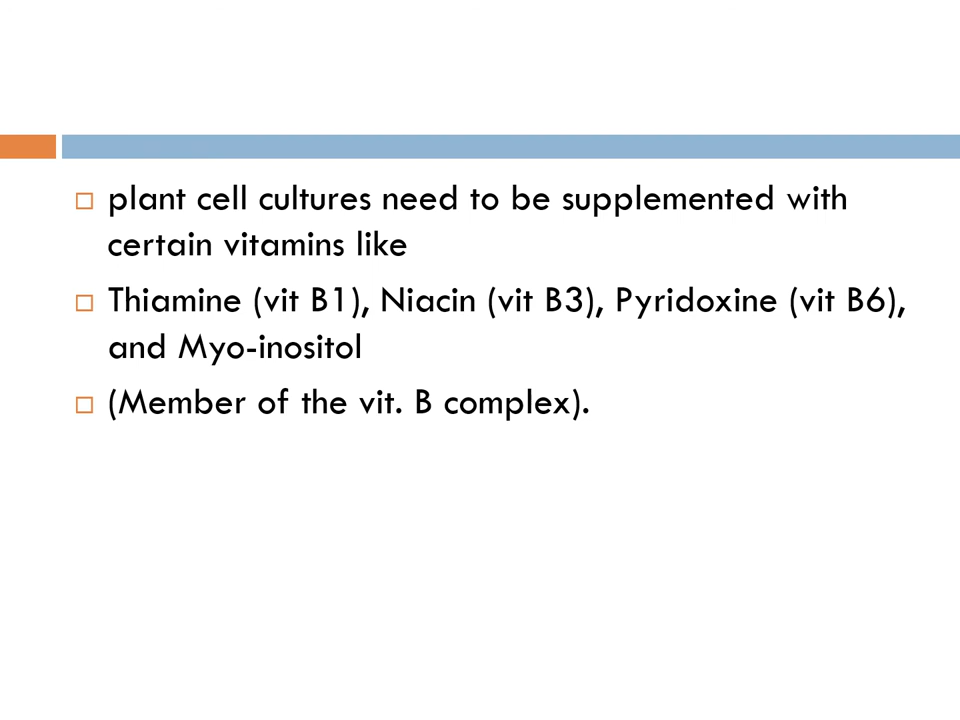 plant cell cultures need to be supplemented with
certain vitamins like
Thiamine (vit B1), Niacin (vit B3), Pyridoxine (vit B6),
and Myo-inositol
(Member of the vit. B complex).